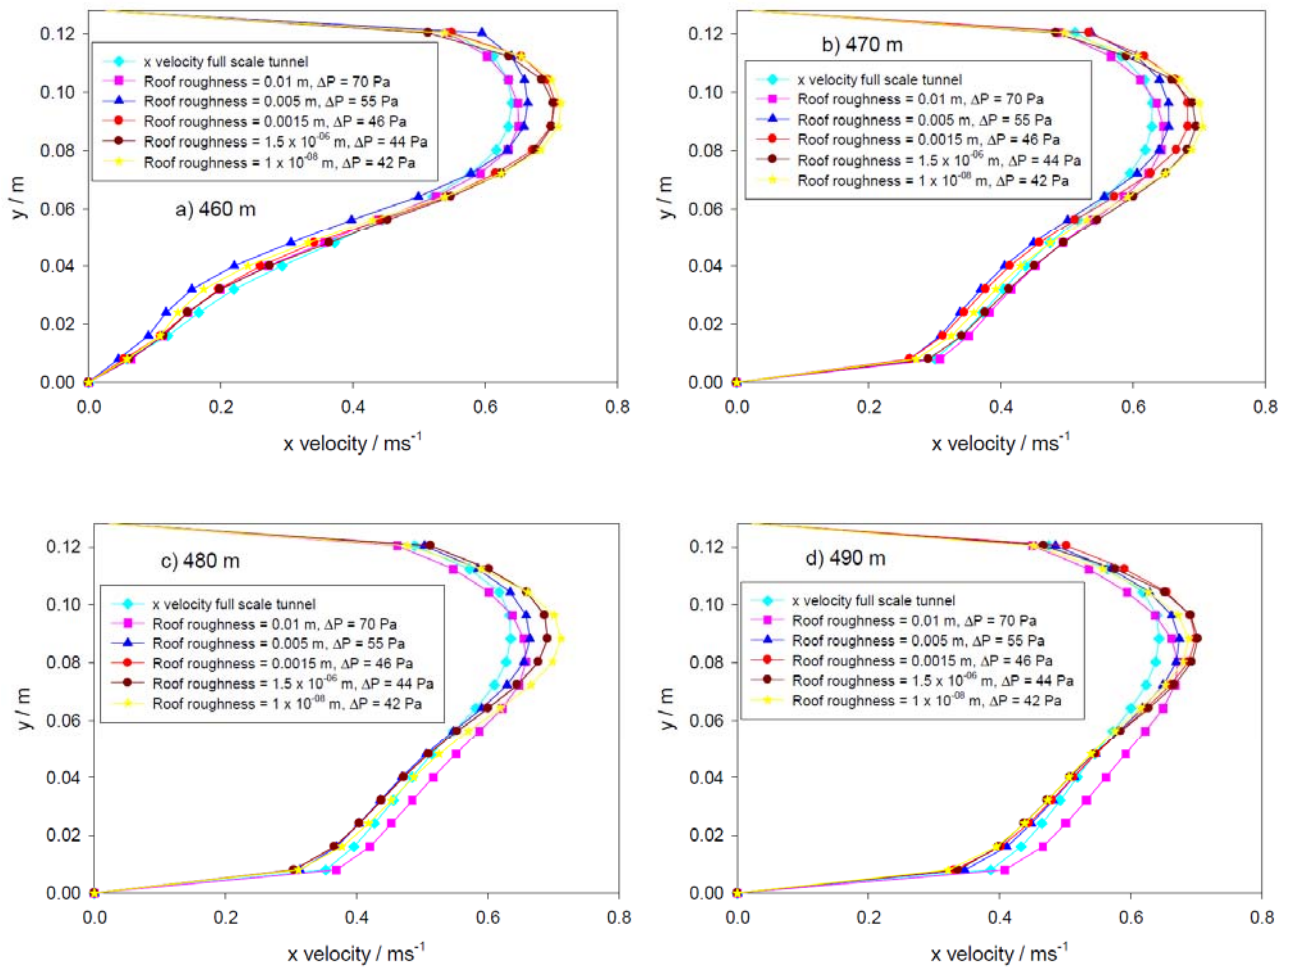 a) 460 m
x velocity full scale tunnel
Roof roughness = 0.01 m, ΔP = 70 Pa
Roof roughness = 0.005 m, ΔP = 55 Pa
Roof roughness = 0.0015 m, ΔP = 46 Pa
Roof roughness = 1.5 x 10⁻⁰⁶ m, ΔP = 44 Pa
Roof roughness = 1 x 10⁻⁰⁸ m, ΔP = 42 Pa
y / m
0.12
0.10
0.08
0.06
0.04
0.02
0.00
0.0 0.2 0.4 0.6 0.8
x velocity / ms⁻¹
b) 470 m
x velocity full scale tunnel
Roof roughness = 0.01 m, ΔP = 70 Pa
Roof roughness = 0.005 m, ΔP = 55 Pa
Roof roughness = 0.0015 m, ΔP = 46 Pa
Roof roughness = 1.5 x 10⁻⁰⁶ m, ΔP = 44 Pa
Roof roughness = 1 x 10⁻⁰⁸ m, ΔP = 42 Pa
y / m
0.12
0.10
0.08
0.06
0.04
0.02
0.00
0.0 0.2 0.4 0.6 0.8
x velocity / ms⁻¹
c) 480 m
x velocity full scale tunnel
Roof roughness = 0.01 m, ΔP = 70 Pa
Roof roughness = 0.005 m, ΔP = 55 Pa
Roof roughness = 0.0015 m, ΔP = 46 Pa
Roof roughness = 1.5 x 10⁻⁰⁶ m, ΔP = 44 Pa
Roof roughness = 1 x 10⁻⁰⁸ m, ΔP = 42 Pa
y / m
0.12
0.10
0.08
0.06
0.04
0.02
0.00
0.0 0.2 0.4 0.6 0.8
x velocity / ms⁻¹
d) 490 m
x velocity full scale tunnel
Roof roughness = 0.01 m, ΔP = 70 Pa
Roof roughness = 0.005 m, ΔP = 55 Pa
Roof roughness = 0.0015 m, ΔP = 46 Pa
Roof roughness = 1.5 x 10⁻⁰⁶ m, ΔP = 44 Pa
Roof roughness = 1 x 10⁻⁰⁸ m, ΔP = 42 Pa
y / m
0.12
0.10
0.08
0.06
0.04
0.02
0.00
0.0 0.2 0.4 0.6 0.8
x velocity / ms⁻¹